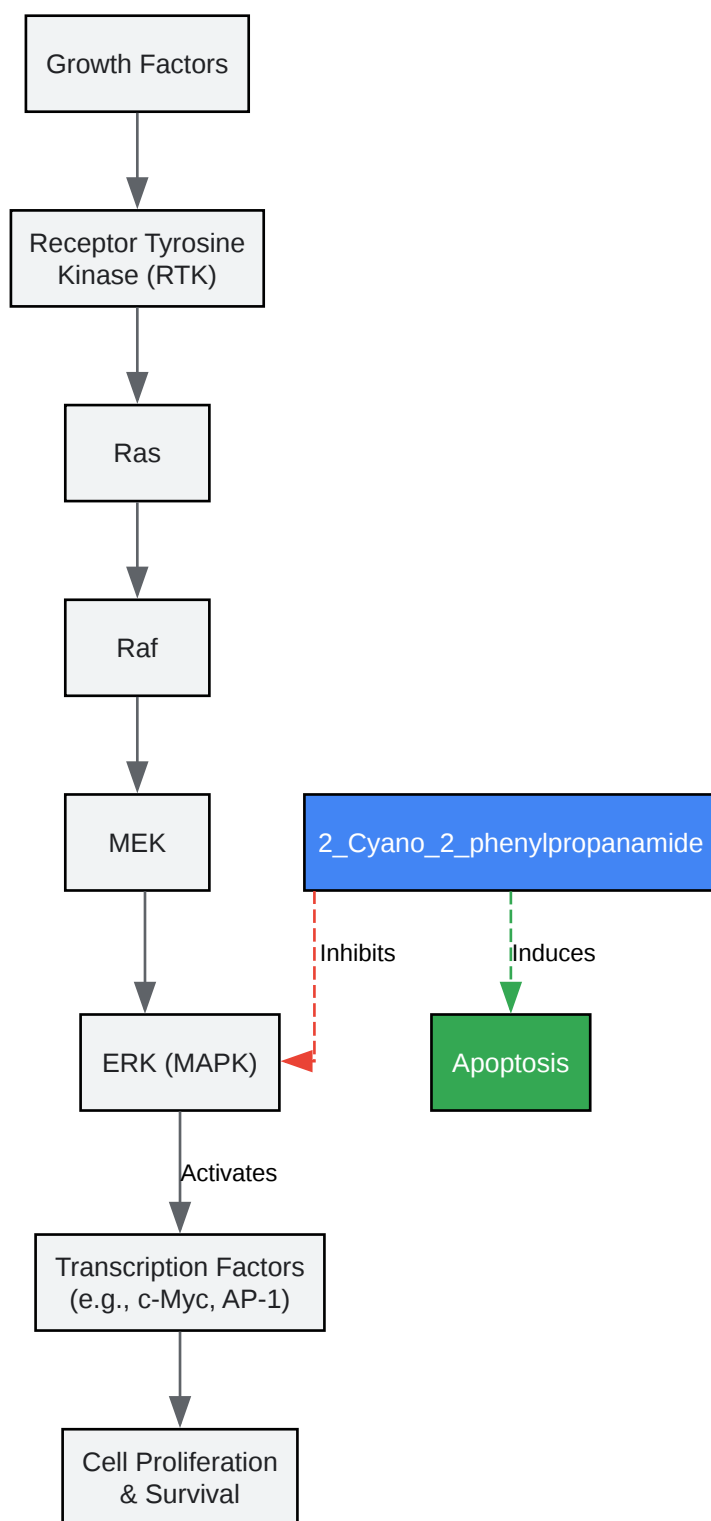 Growth Factors
Receptor Tyrosine
Kinase (RTK)
Ras
Raf
MEK
2_Cyano_2_phenylpropanamide
Inhibits
Induces
ERK (MAPK)
Apoptosis
Activates
Transcription Factors
(e.g., c-Myc, AP-1)
Cell Proliferation
& Survival